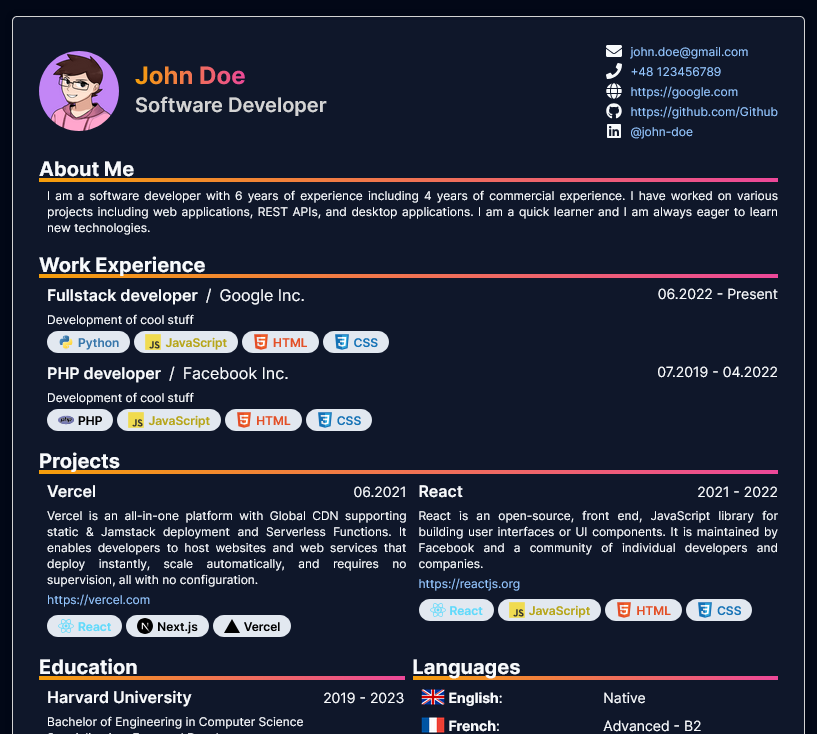 John Doe
Software Developer
john.doe@gmail.com
+48 123456789
https://google.com
https://github.com/Github
@john-doe
About Me
I am a software developer with 6 years of experience including 4 years of commercial experience. I have worked on various
projects including web applications, REST APIs, and desktop applications. I am a quick learner and I am always eager to learn
new technologies.
Work Experience
Fullstack developer / Google Inc.
06.2022 - Present
Development of cool stuff
Python JS JavaScript HTML CSS
PHP developer / Facebook Inc.
07.2019 - 04.2022
Development of cool stuff
php PHP JS JavaScript HTML CSS
Projects
Vercel
06.2021
Vercel is an all-in-one platform with Global CDN supporting
static & Jamstack deployment and Serverless Functions. It
enables developers to host websites and web services that
deploy instantly, scale automatically, and requires no
supervision, all with no configuration.
https://vercel.com
React Next.js Vercel
React
2021 - 2022
React is an open-source, front end, JavaScript library for
building user interfaces or UI components. It is maintained by
Facebook and a community of individual developers and
companies.
https://reactjs.org
React JS JavaScript HTML CSS
Education
Harvard University
2019 - 2023
Bachelor of Engineering in Computer Science
Languages
English: Native
French: Advanced - B2